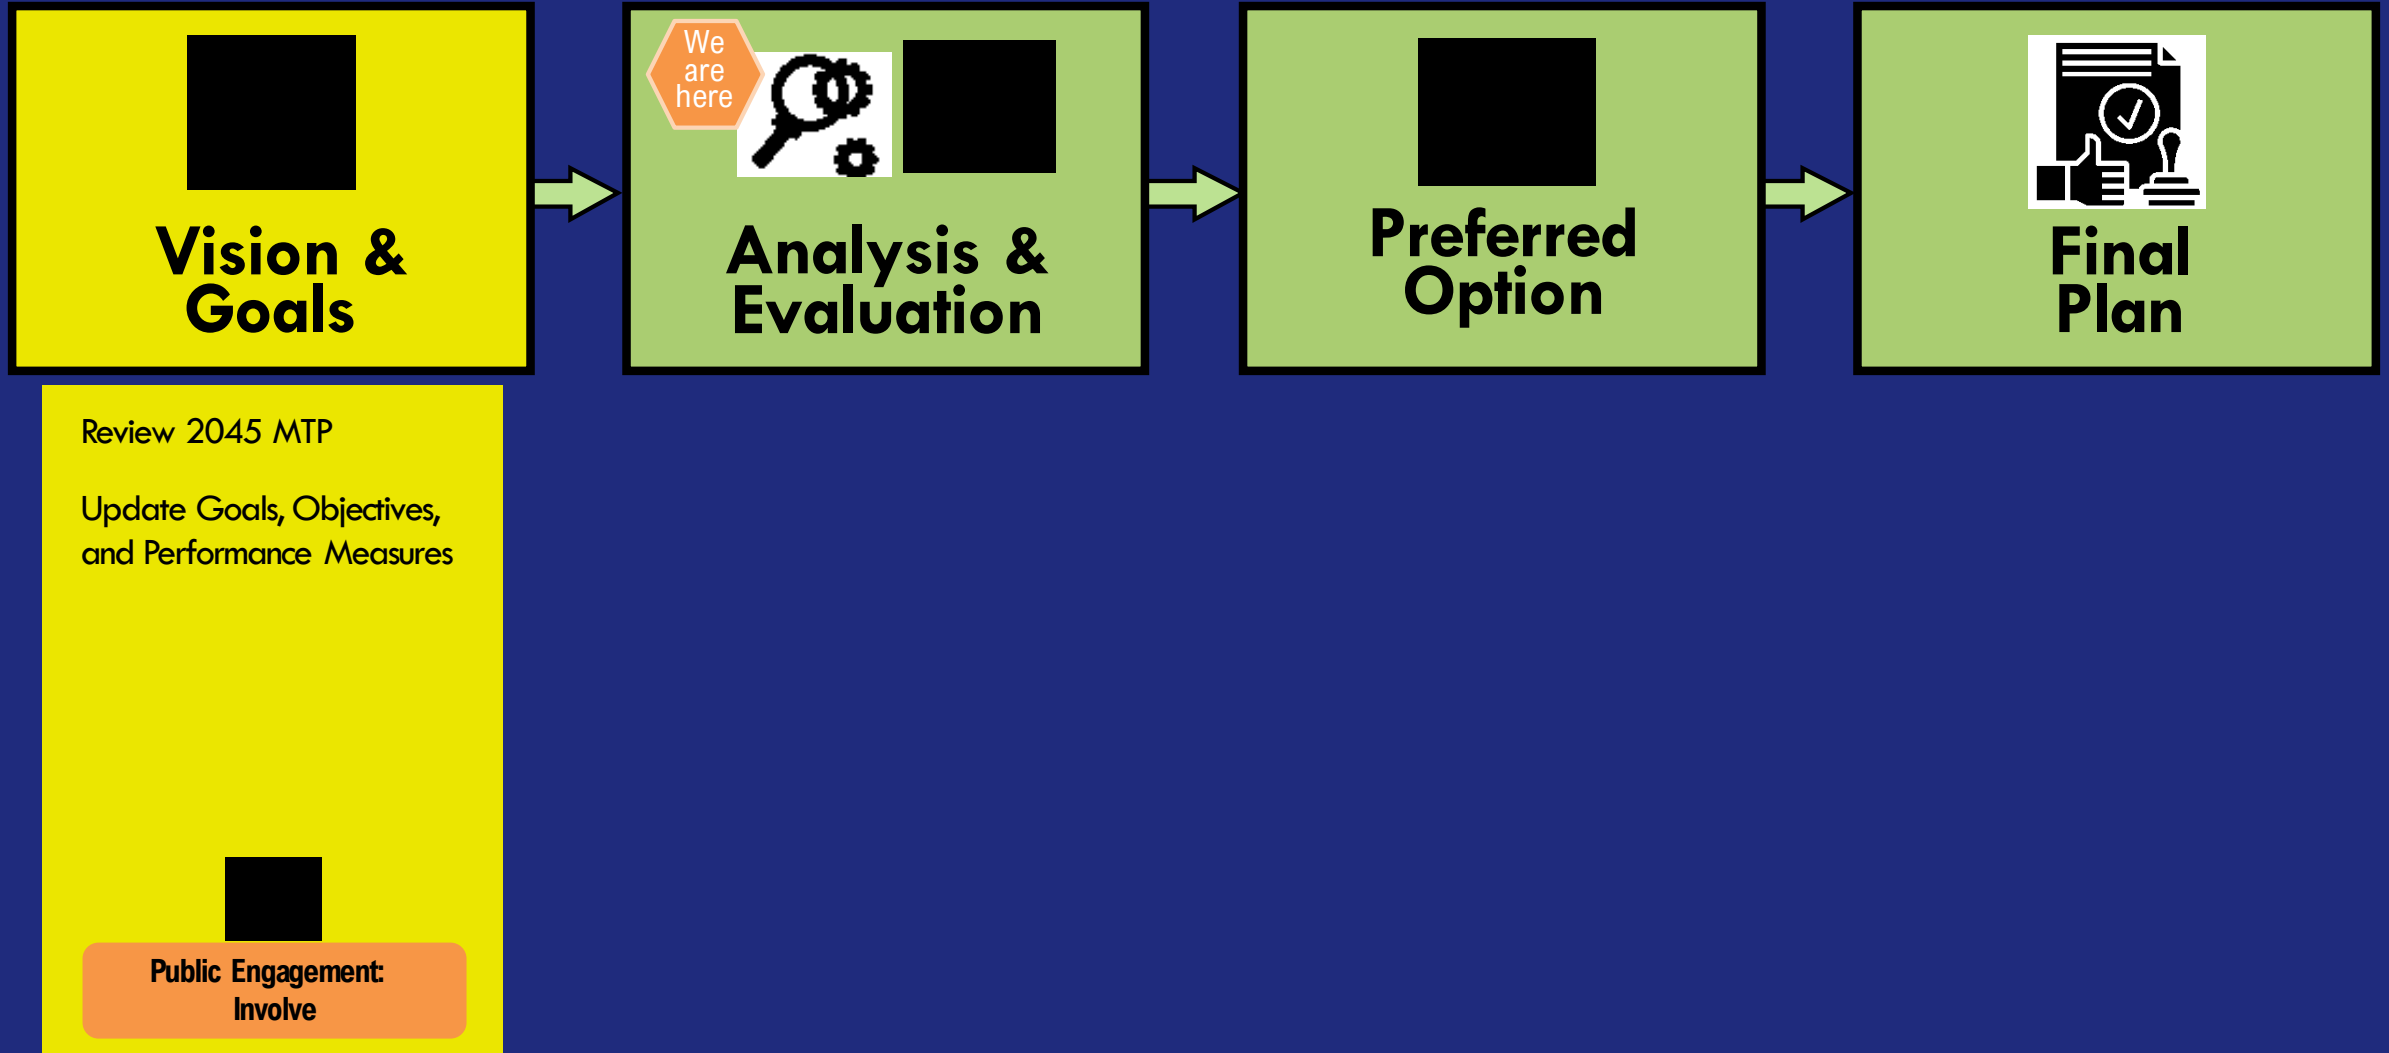 We
are
here
Vision &
Goals
Analysis &
Evaluation
Preferred
Option
Final
Plan
Review 2045 MTP
Update Goals, Objectives,
and Performance Measures
Public Engagement:
Involve